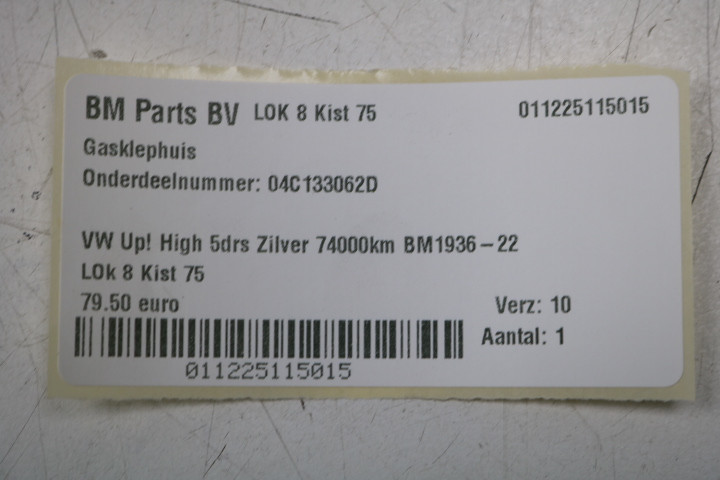 BM Parts BV LOK 8 Kist 75 011225115015
Gasklephuis
Onderdeelnummer: 04C133062D
VW Up! High 5drs Zilver 74000km BM1936-22
LOk 8 Kist 75
79.50 euro Verz: 10
Aantal: 1
011225115015